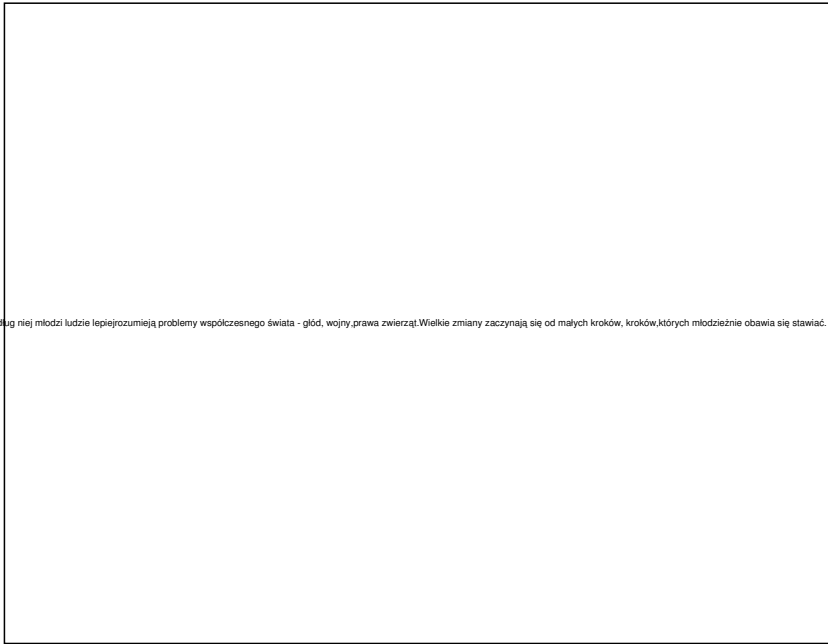 niej młodzi ludzie lepiejrozumieją problemy współczesnego świata - głód, wojny,prawa zwierząt.Wielkie zmiany zaczynają się od małych kroków, kroków,których młodzieżnie obawia się stawiać.